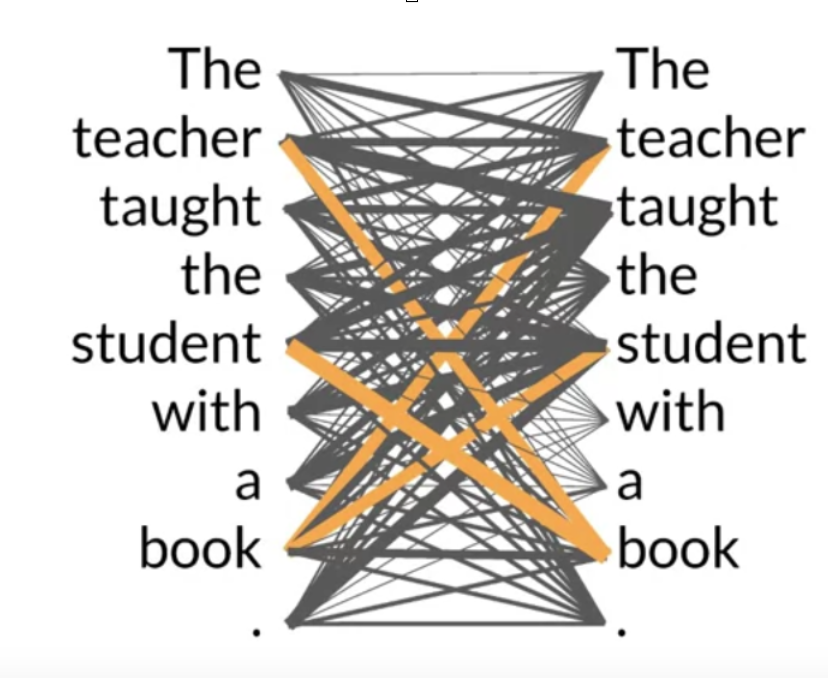 The The
teacher teacher
taught taught
the the
student student
with with
a a
book book
. .